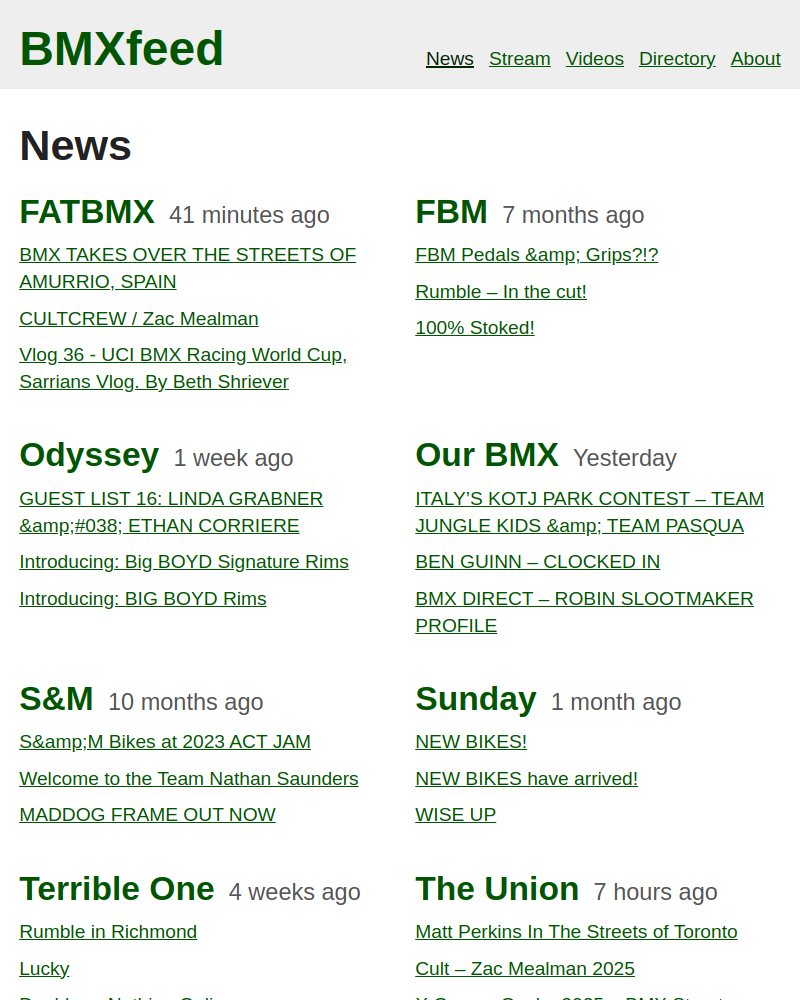 BMXfeed
News Stream Videos Directory About
News
FATBMX 41 minutes ago
BMX TAKES OVER THE STREETS OF
AMURRIO, SPAIN
CULTCREW / Zac Mealman
Vlog 36 - UCI BMX Racing World Cup,
Sarrians Vlog. By Beth Shriever
FBM 7 months ago
FBM Pedals &amp; Grips?!?
Rumble – In the cut!
100% Stoked!
Odyssey 1 week ago
GUEST LIST 16: LINDA GRABNER
&amp;#038; ETHAN CORRIERE
Introducing: Big BOYD Signature Rims
Introducing: BIG BOYD Rims
Our BMX Yesterday
ITALY’S KOTJ PARK CONTEST – TEAM
JUNGLE KIDS &amp; TEAM PASQUA
BEN GUINN – CLOCKED IN
BMX DIRECT – ROBIN SLOOTMAKER
PROFILE
S&M 10 months ago
S&amp;M Bikes at 2023 ACT JAM
Welcome to the Team Nathan Saunders
MADDOG FRAME OUT NOW
Sunday 1 month ago
NEW BIKES!
NEW BIKES have arrived!
WISE UP
Terrible One 4 weeks ago
Rumble in Richmond
Lucky
The Union 7 hours ago
Matt Perkins In The Streets of Toronto
Cult – Zac Mealman 2025